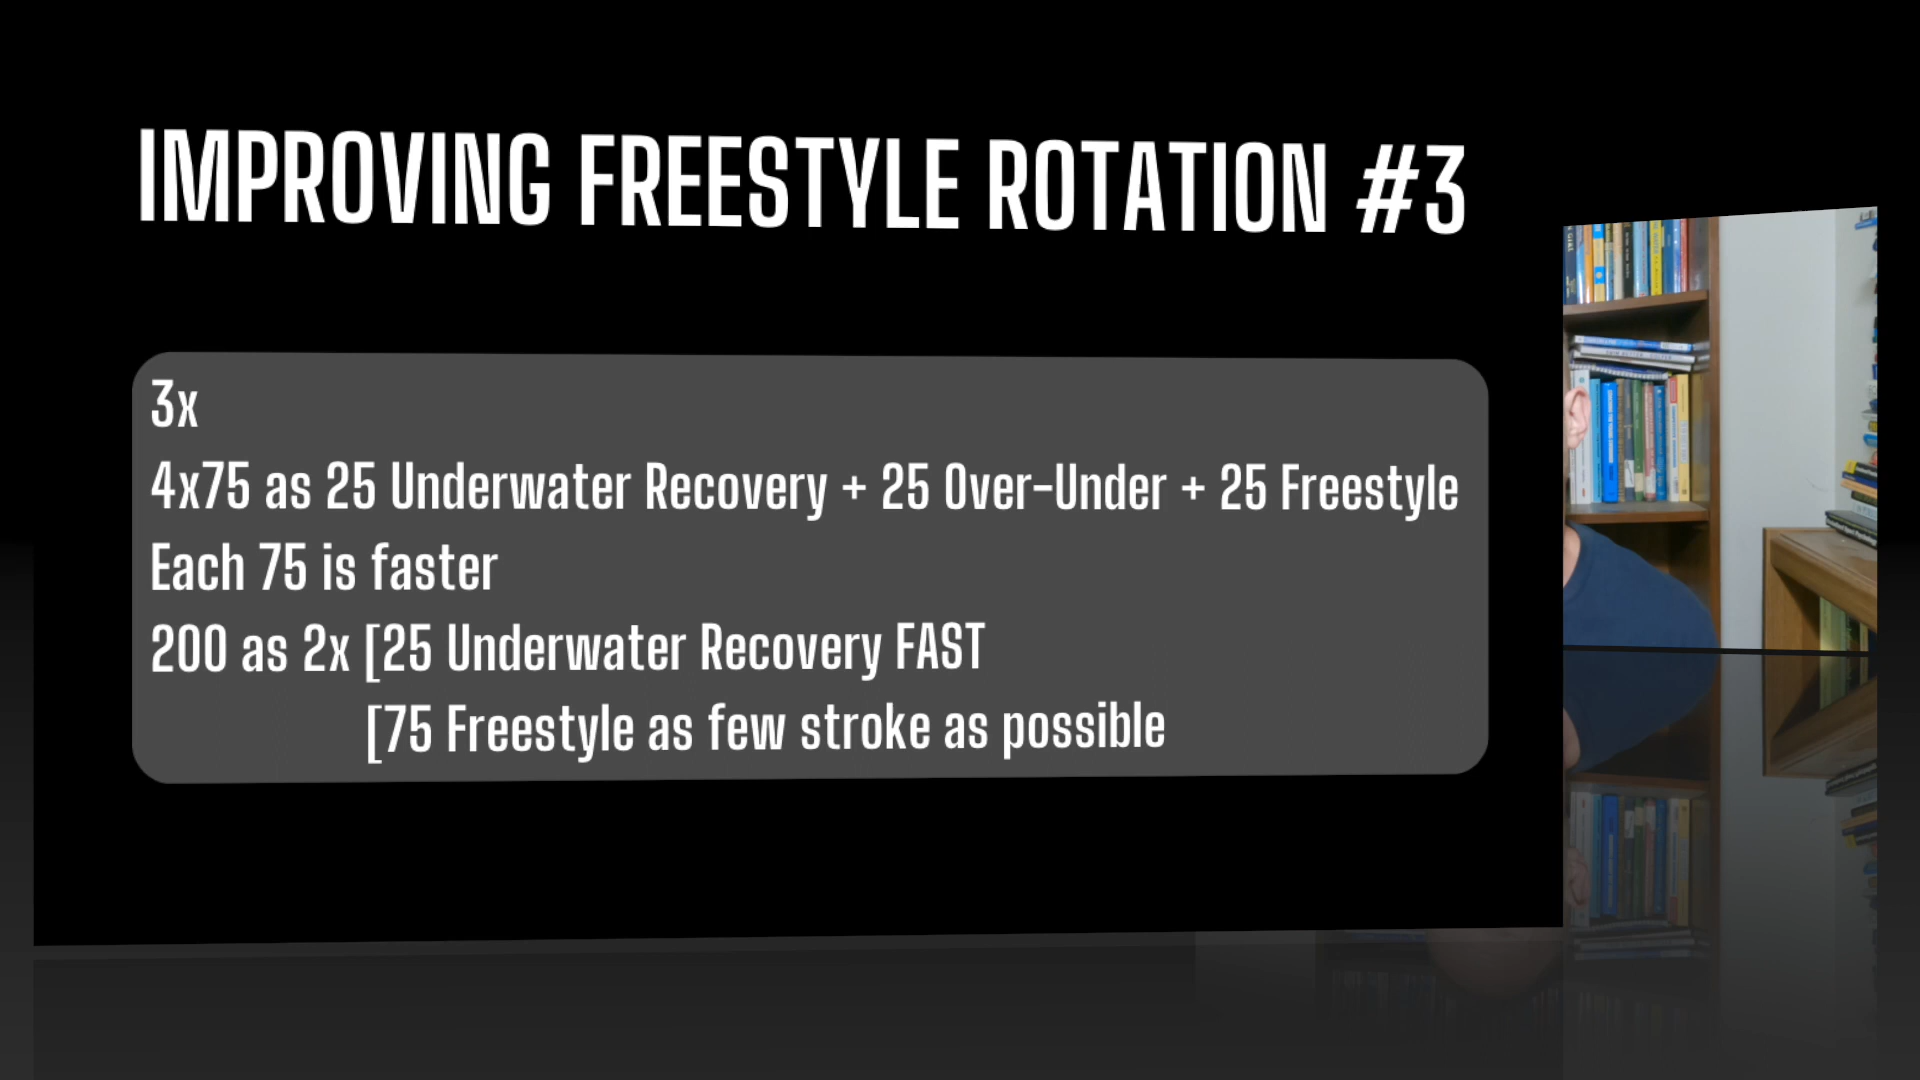 IMPROVING FREESTYLE ROTATION #3
3x
4x75 as 25 Underwater Recovery + 25 Over-Under + 25 Freestyle
Each 75 is faster
200 as 2x [25 Underwater Recovery FAST
[75 Freestyle as few stroke as possible